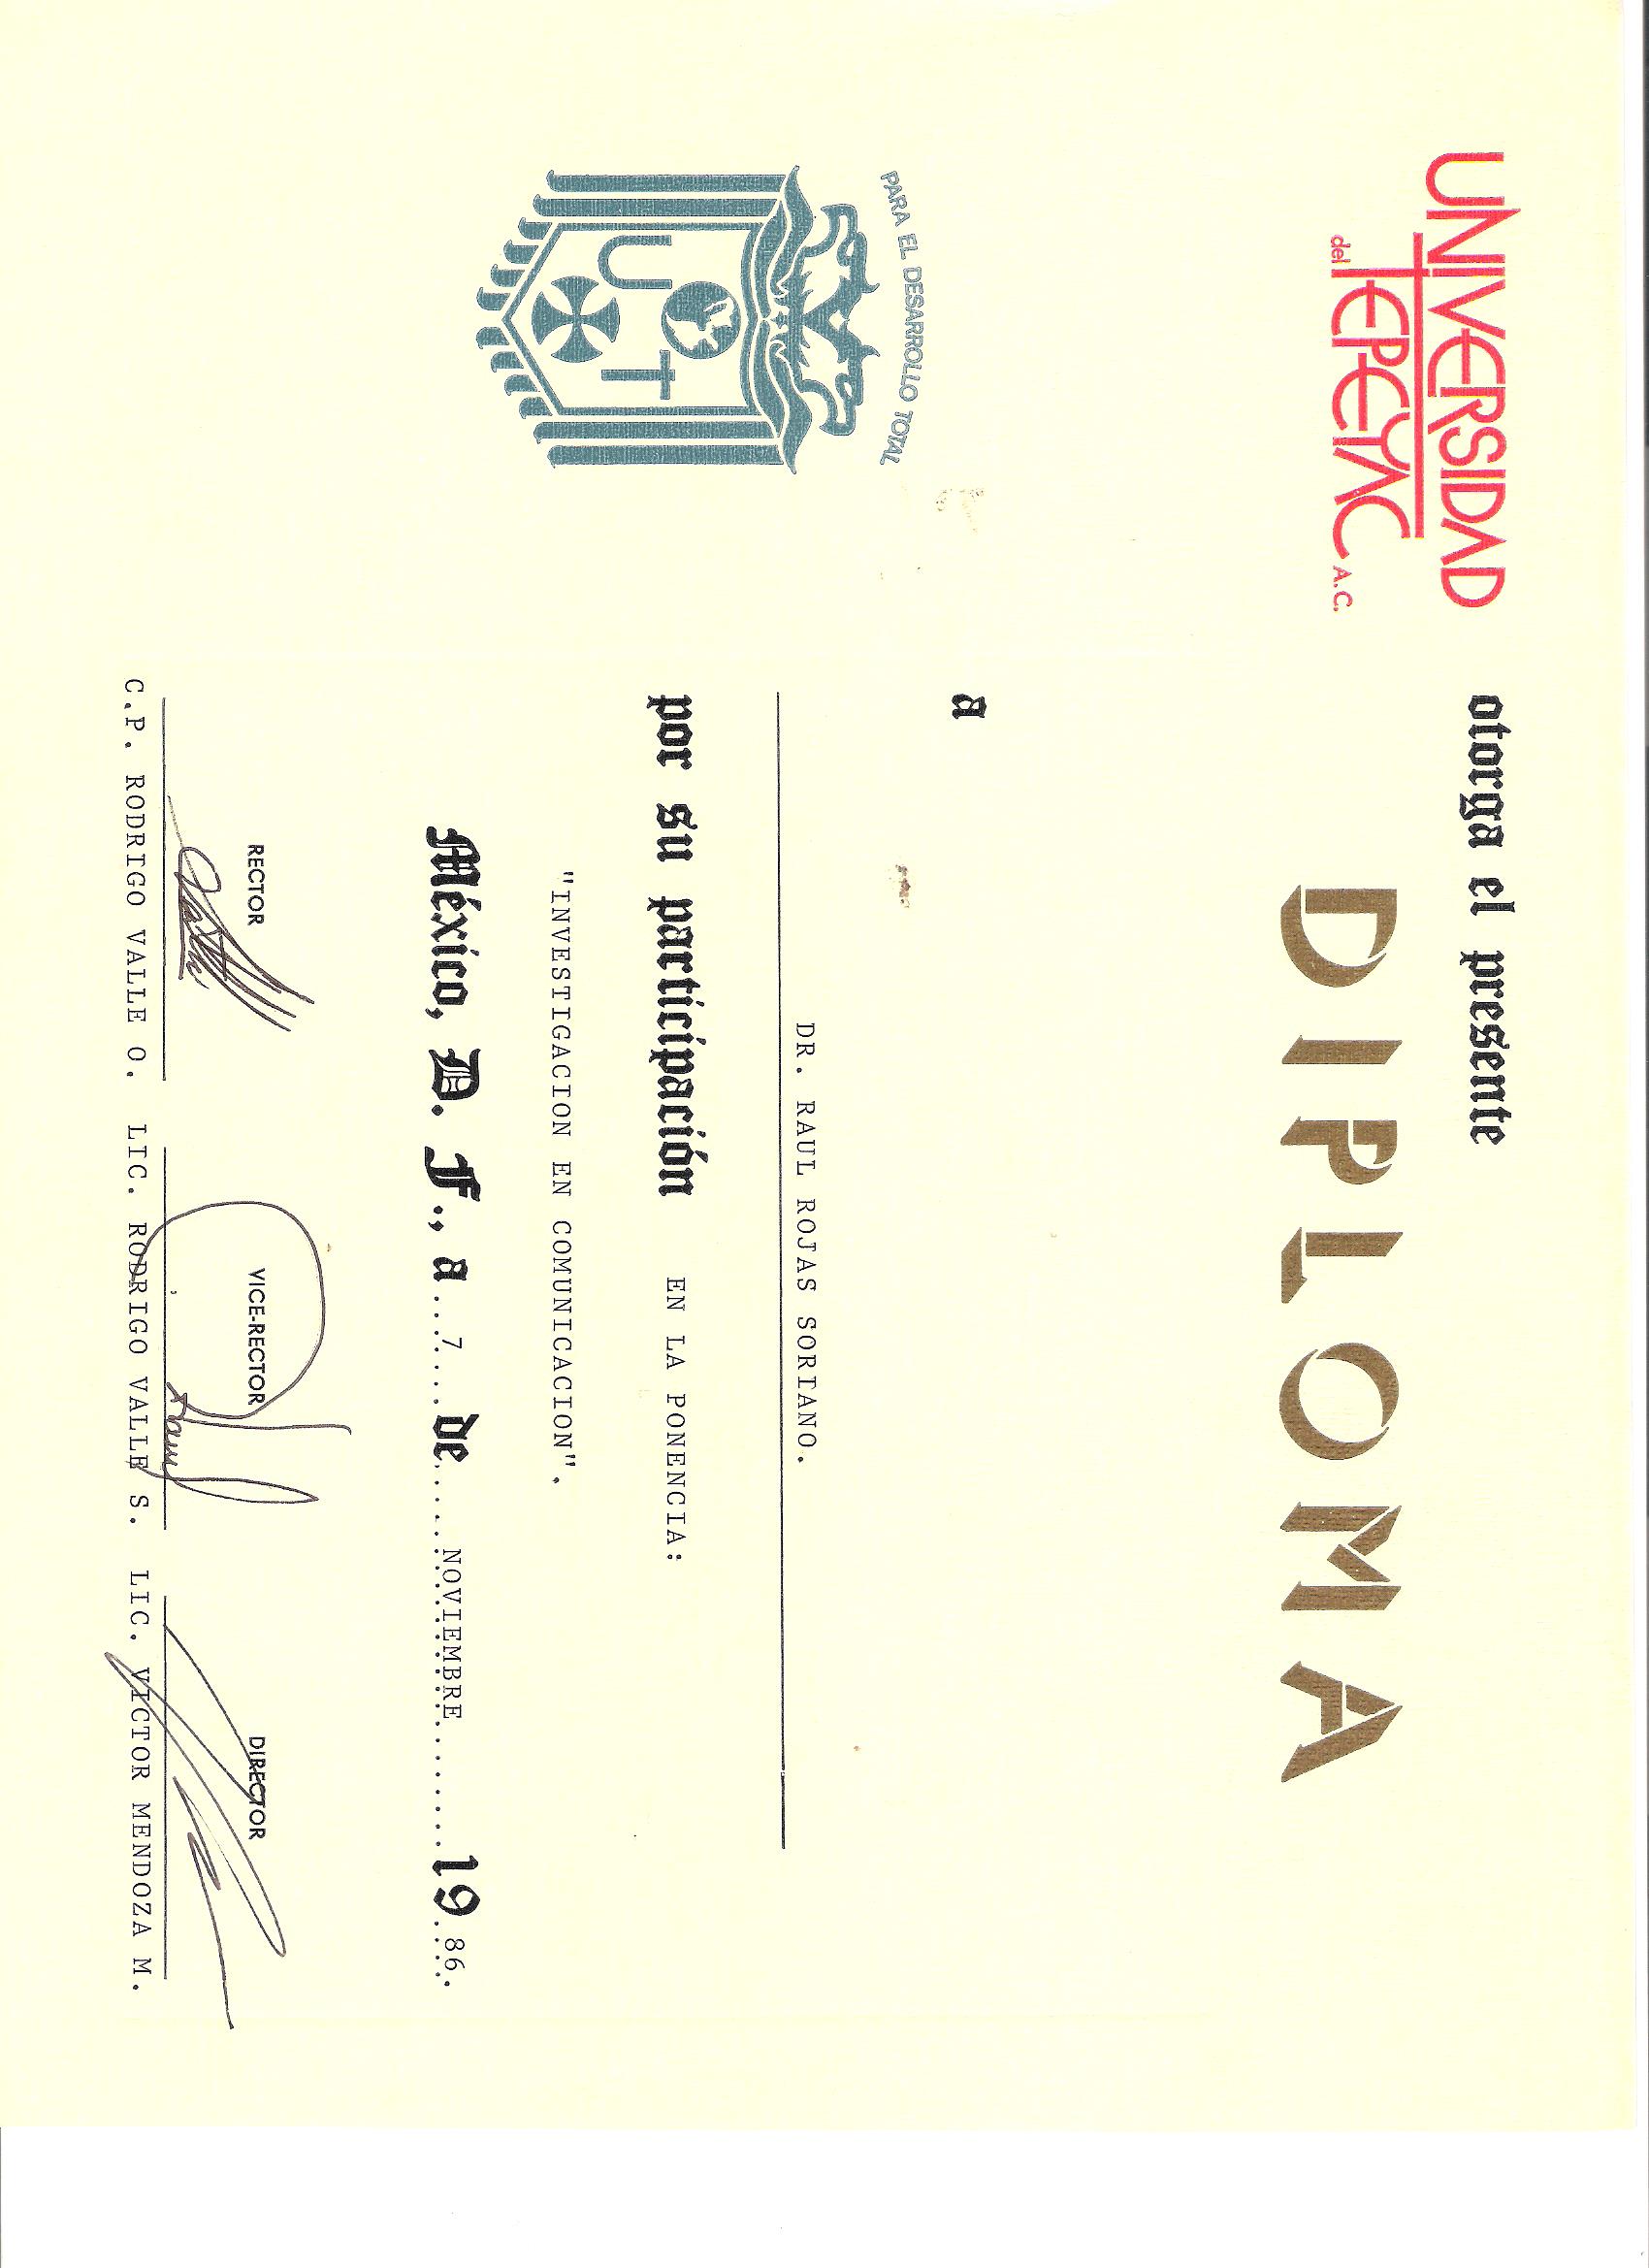 UNIVERSIDAD
del TEPEYAC A.C.
otorga el presente
DIPLOMA
PARA EL DESARROLLO TOTAL
U T
a
DR. RAUL ROJAS SORIANO.
por su participación EN LA PONENCIA:
"INVESTIGACION EN COMUNICACION".
México, D. F., a...7....de......NOVIEMBRE.........19.86.
RECTOR
VICE-RECTOR
DIRECTOR
C.P. RODRIGO VALLE O. LIC. RODRIGO VALLE S. LIC. VICTOR MENDOZA M.